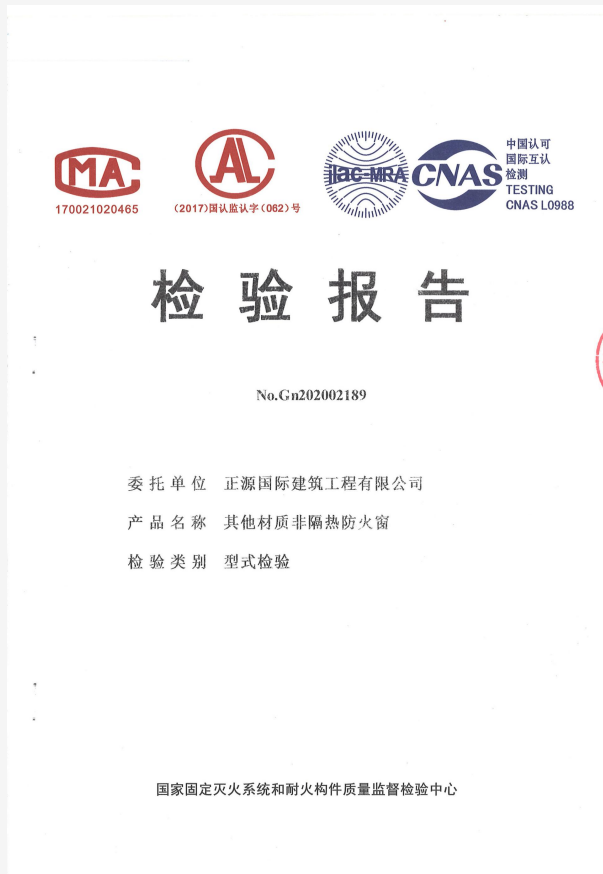 MA
170021020465
CAL
(2017)国认监认字(062)号
ilac-MRA
CNAS
中国认可
国际互认
检测
TESTING
CNAS L0988
检验报告
No.Gn202002189
委托单位 正源国际建筑工程有限公司
产品名称 其他材质非隔热防火窗
检验类别 型式检验
国家固定灭火系统和耐火构件质量监督检验中心